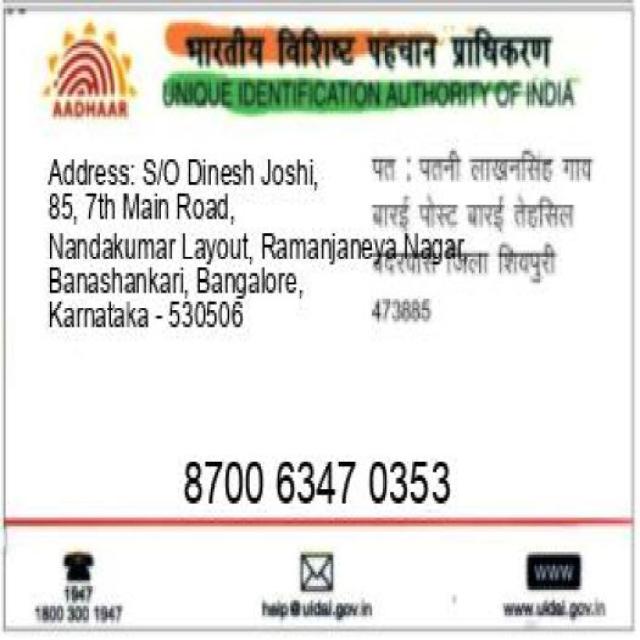 भारतीय विशिष्ट पहचान प्राधिकरण
AADHAAR
UNIQUE IDENTIFICATION AUTHORITY OF INDIA
Address: S/O Dinesh Joshi,
85, 7th Main Road,
Nandakumar Layout, Ramanjaneya Nagar,
Banashankari, Bangalore,
Karnataka - 530506
पत : पतनी लाखनसिंह गाय
बारई पोस्ट बारई तेहसिल
जिला शिवपुरी
473885
8700 6347 0353
1947
1800 300 1947
help@uidai.gov.in
WWW
www.uidai.gov.in